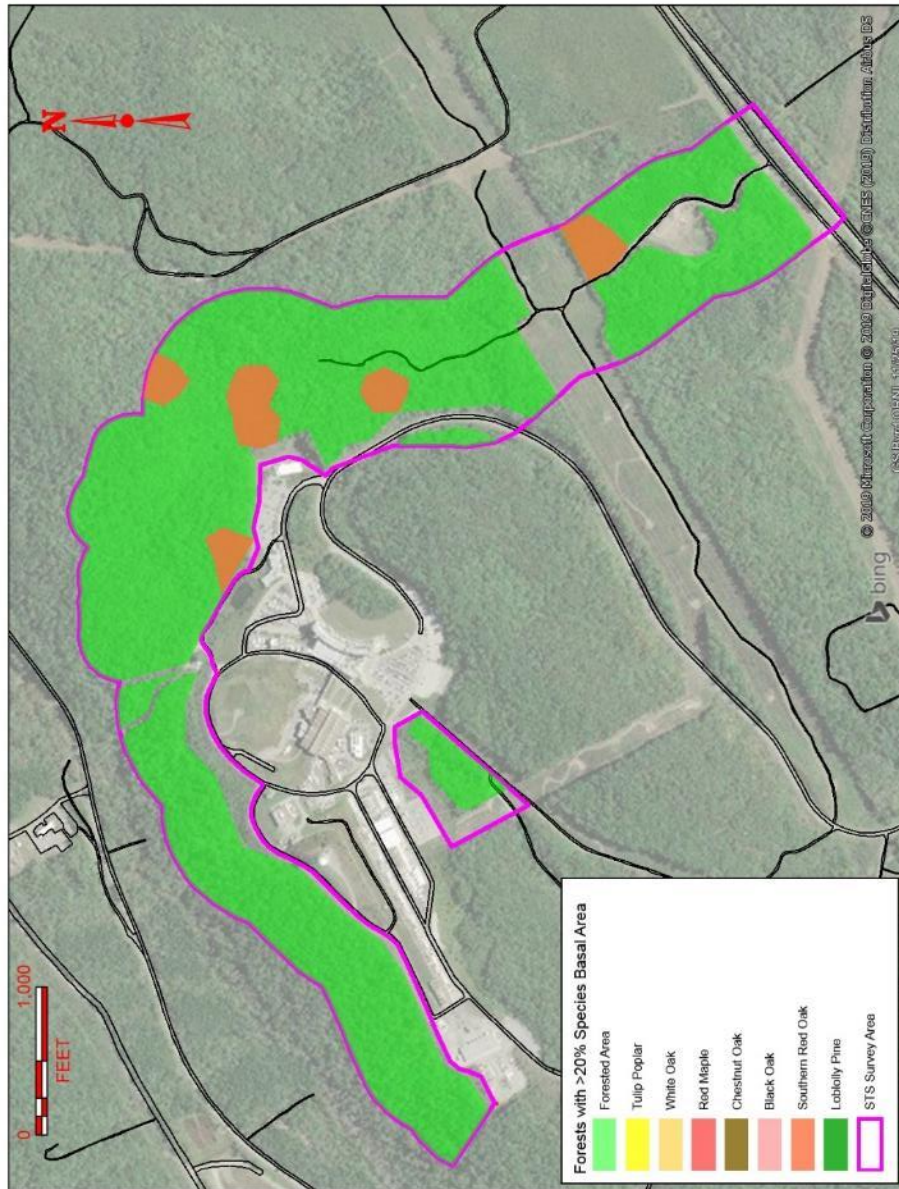 N
0 1,000
FEET
Forests with >20% Species Basal Area
Forested Area
Tulip Poplar
White Oak
Red Maple
Chestnut Oak
Black Oak
Southern Red Oak
Loblolly Pine
STS Survey Area
bing
© 2019 Microsoft Corporation © 2019 DigitalGlobe ©CNES (2019) Distribution Airbus DS